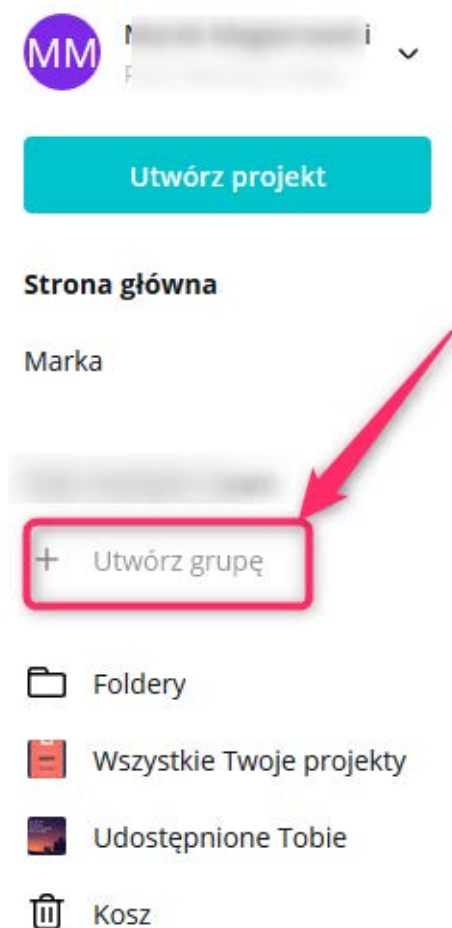 MM
Utwórz projekt
Strona główna
Marka
+ Utwórz grupę
Foldery
Wszystkie Twoje projekty
Udostępnione Tobie
Kosz